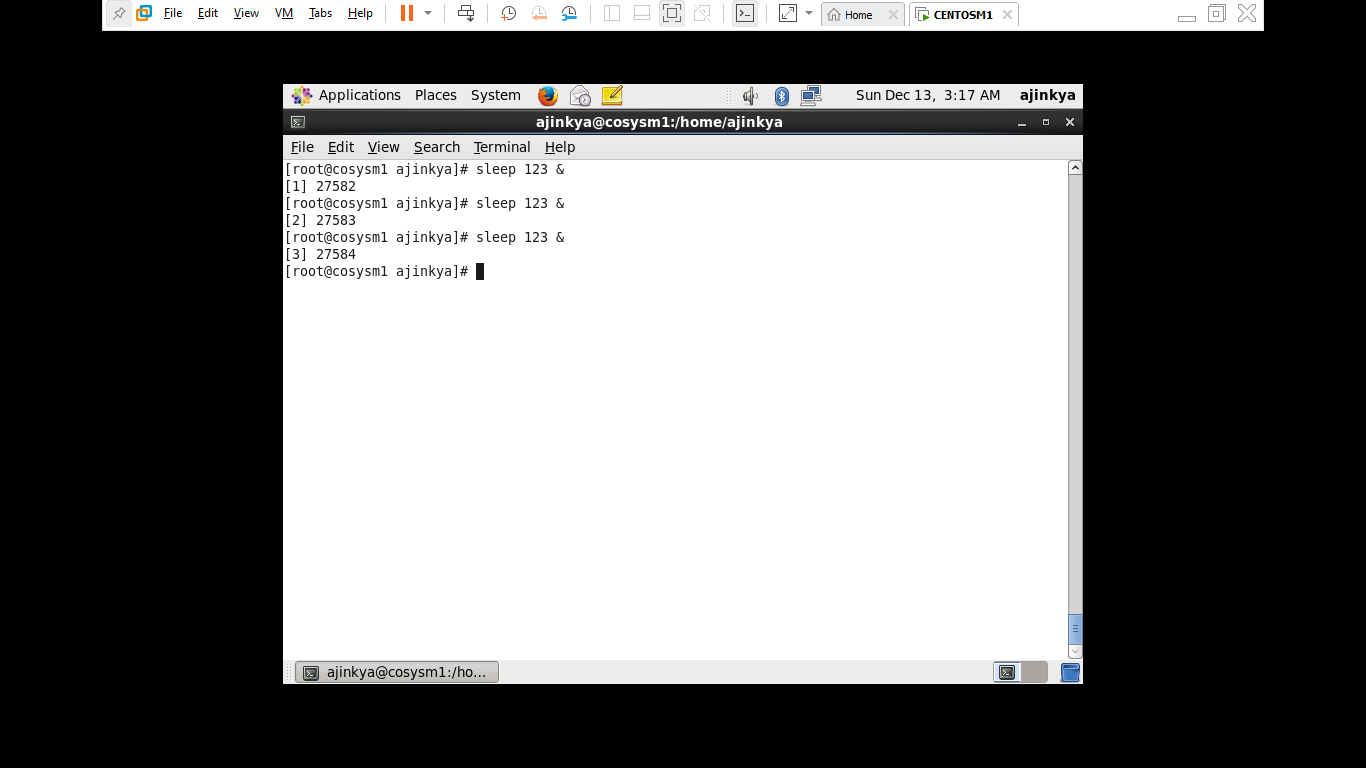 File Edit View VM Tabs Help Home CENTOSM1
Applications Places System Sun Dec 13, 3:17 AM ajinkya
ajinkya@cosysm1:/home/ajinkya
File Edit View Search Terminal Help
[root@cosysm1 ajinkya]# sleep 123 &
[1] 27582
[root@cosysm1 ajinkya]# sleep 123 &
[2] 27583
[root@cosysm1 ajinkya]# sleep 123 &
[3] 27584
[root@cosysm1 ajinkya]#
ajinkya@cosysm1:/ho...